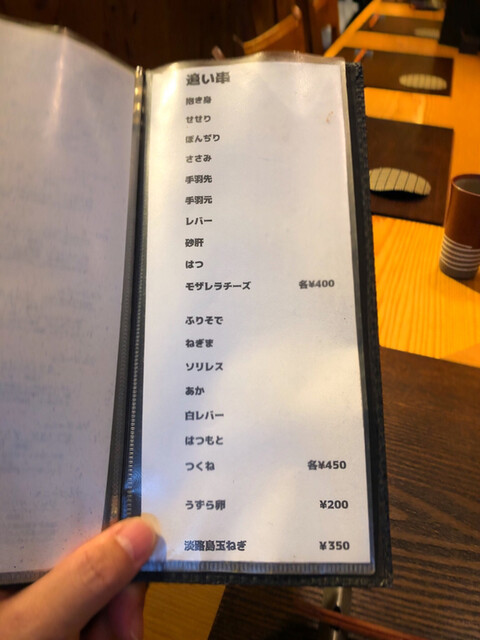 追い串
抱き身
せせり
ぼんぢり
ささみ
手羽先
手羽元
レバー
砂肝
はつ
モザレラチーズ 各¥400
ふりそで
ねぎま
ソリレス
あか
白レバー
はつもと
つくね 各¥450
うずら卵 ¥200
淡路島玉ねぎ ¥350